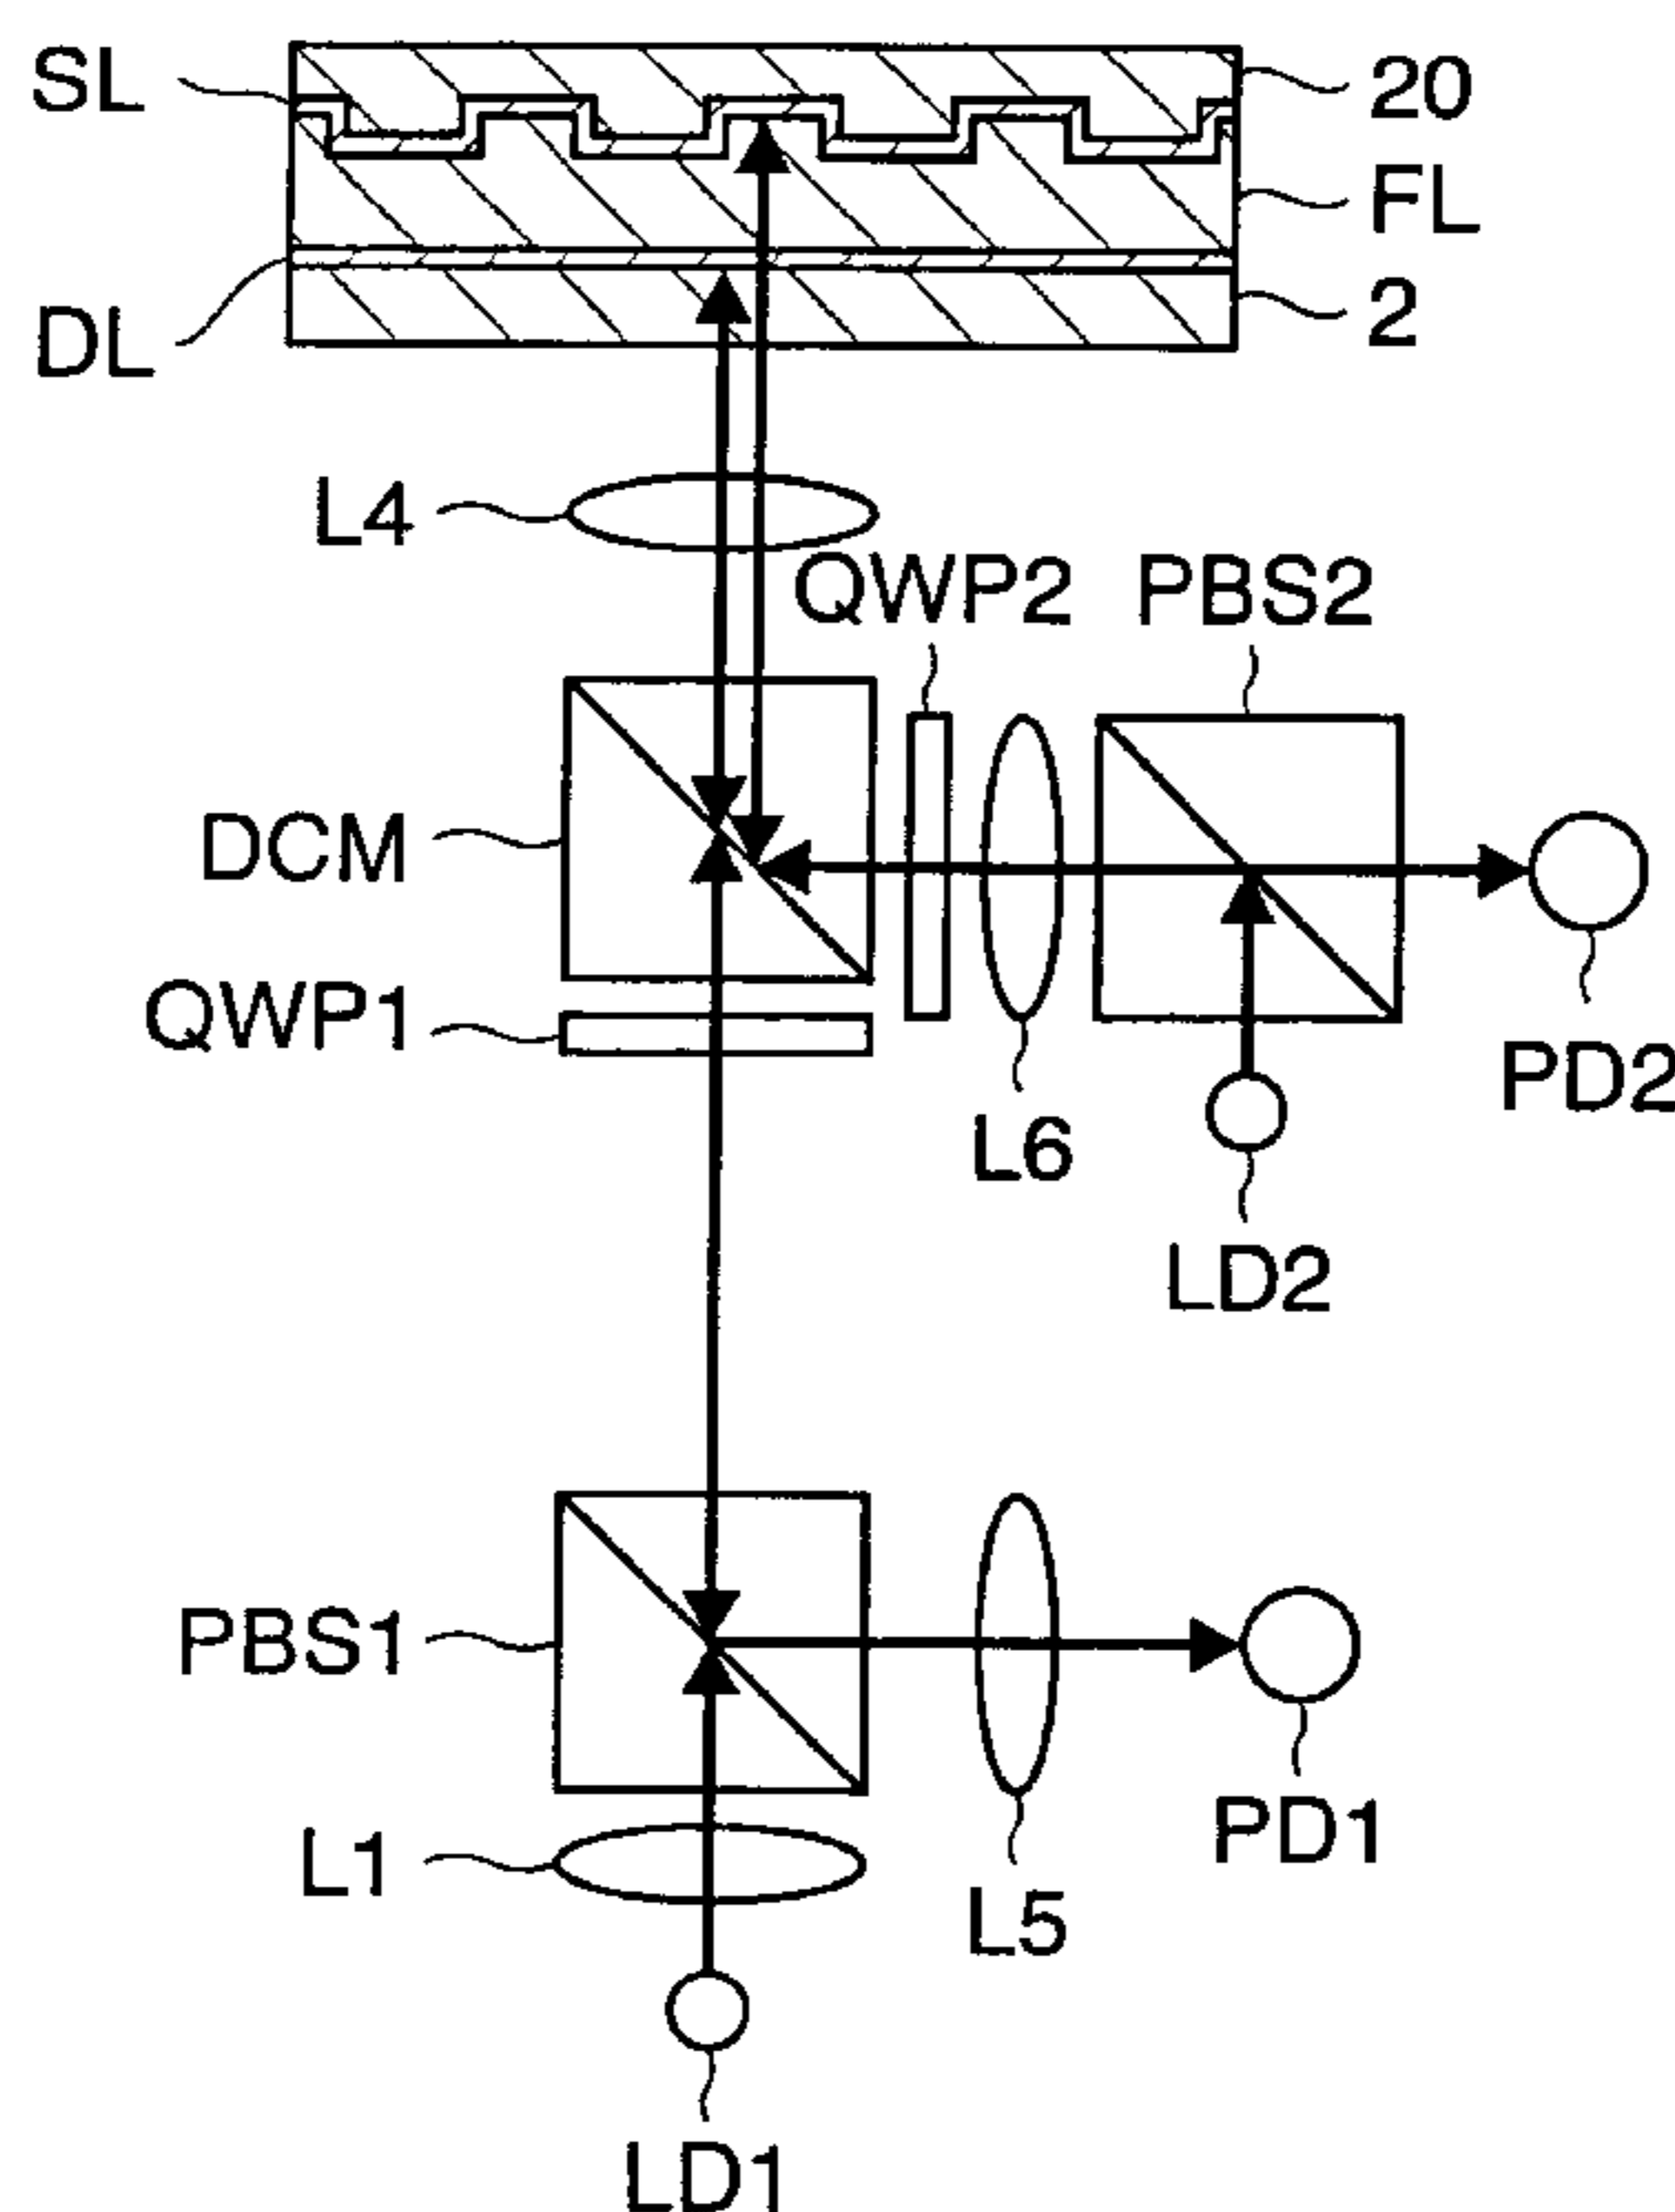 SL
20
FL
DL
2
L4
QWP2
PBS2
DCM
QWP1
PD2
L6
LD2
PBS1
PD1
L1
L5
LD1